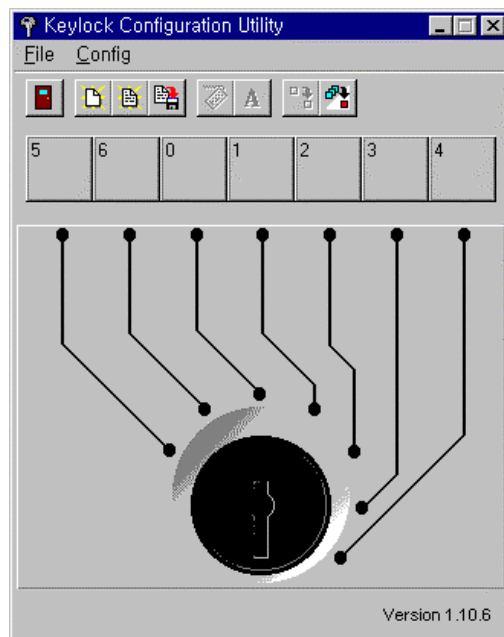 Keylock Configuration Utility
File Config
A
5 6 0 1 2 3 4
Version 1.10.6